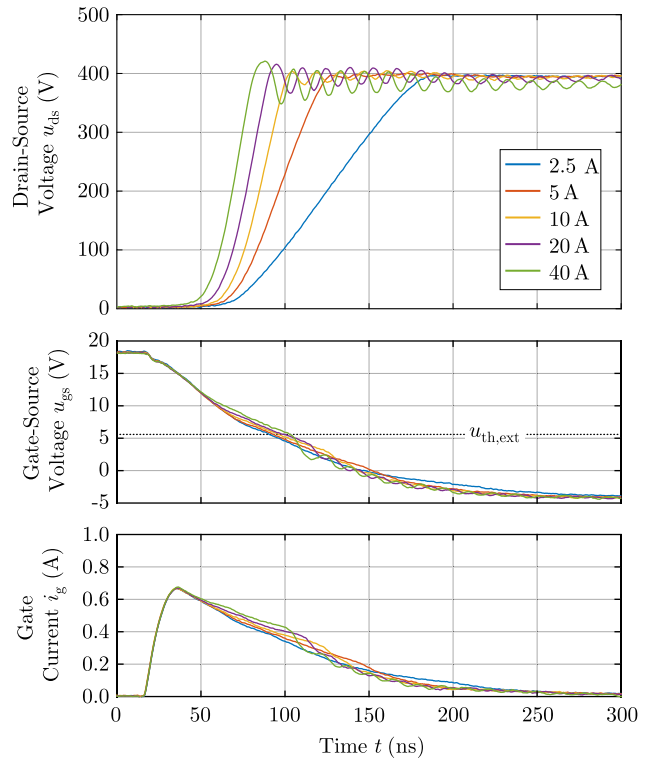 500
400
300
200
100
0
Drain-Source
Voltage u_ds (V)
2.5 A
5 A
10 A
20 A
40 A
20
15
10
5
0
-5
Gate-Source
Voltage u_gs (V)
u_th,ext
1.0
0.8
0.6
0.4
0.2
0.0
Gate
Current i_g (A)
0 50 100 150 200 250 300
Time t (ns)